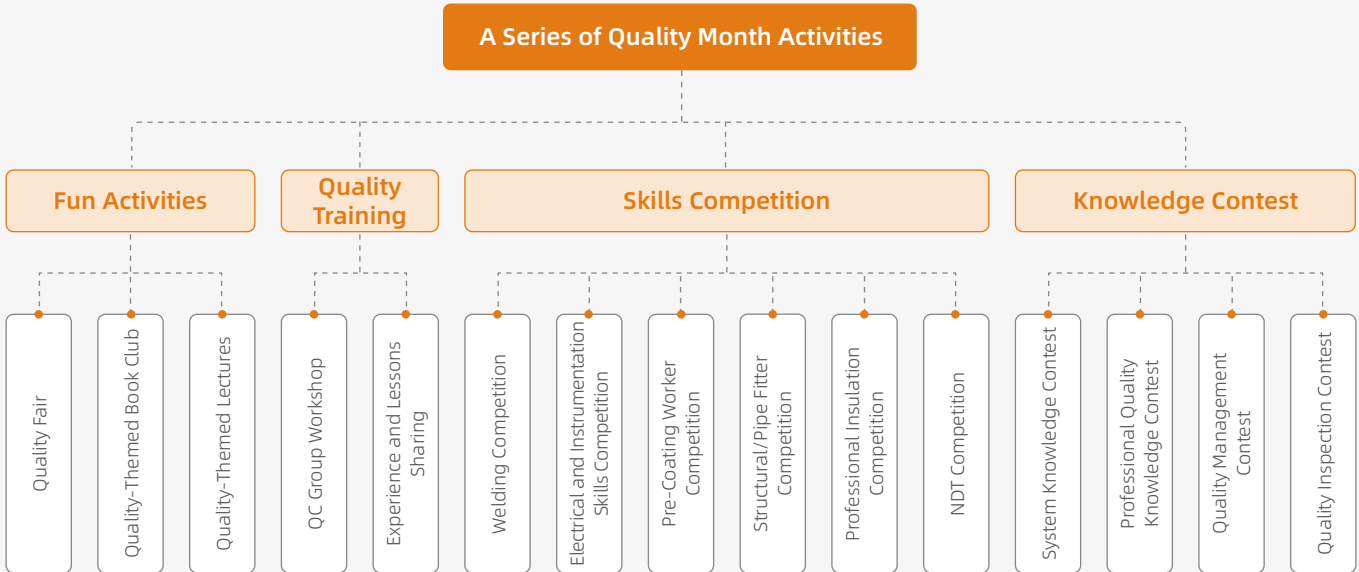 A Series of Quality Month Activities
Fun Activities
Quality
Training
Skills Competition
Knowledge Contest
Quality Fair
Quality-Themed Book Club
Quality-Themed Lectures
QC Group Workshop
Experience and Lessons
Sharing
Welding Competition
Electrical and Instrumentation
Skills Competition
Pre-Coating Worker
Competition
Structural/Pipe Fitter
Competition
Professional Insulation
Competition
NDT Competition
System Knowledge Contest
Professional Quality
Knowledge Contest
Quality Management
Contest
Quality Inspection Contest